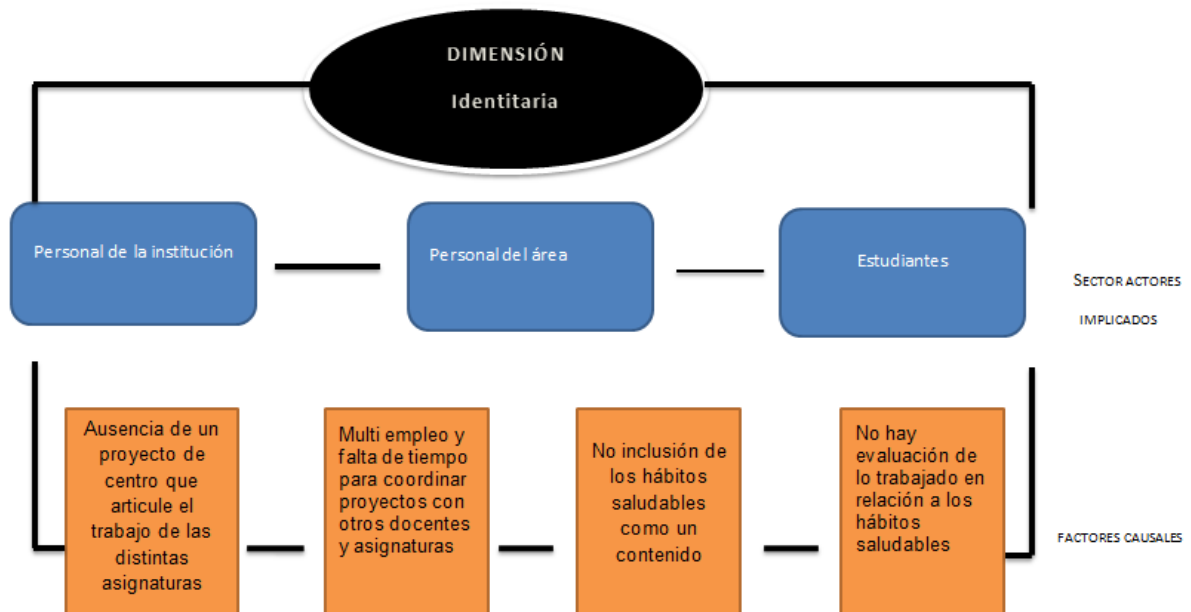 DIMENSIÓN
Identitaria
Personal de la institución
Personal del área
Estudiantes
SECTOR ACTORES
IMPLICADOS
Ausencia de un
proyecto de
centro que
articule el
trabajo de las
distintas
asignaturas
Multi empleo y
falta de tiempo
para coordinar
proyectos con
otros docentes
y asignaturas
No inclusión de
los hábitos
saludables
como un
contenido
No hay
evaluación de
lo trabajado en
relación a los
hábitos
saludables
FACTORES CAUSALES